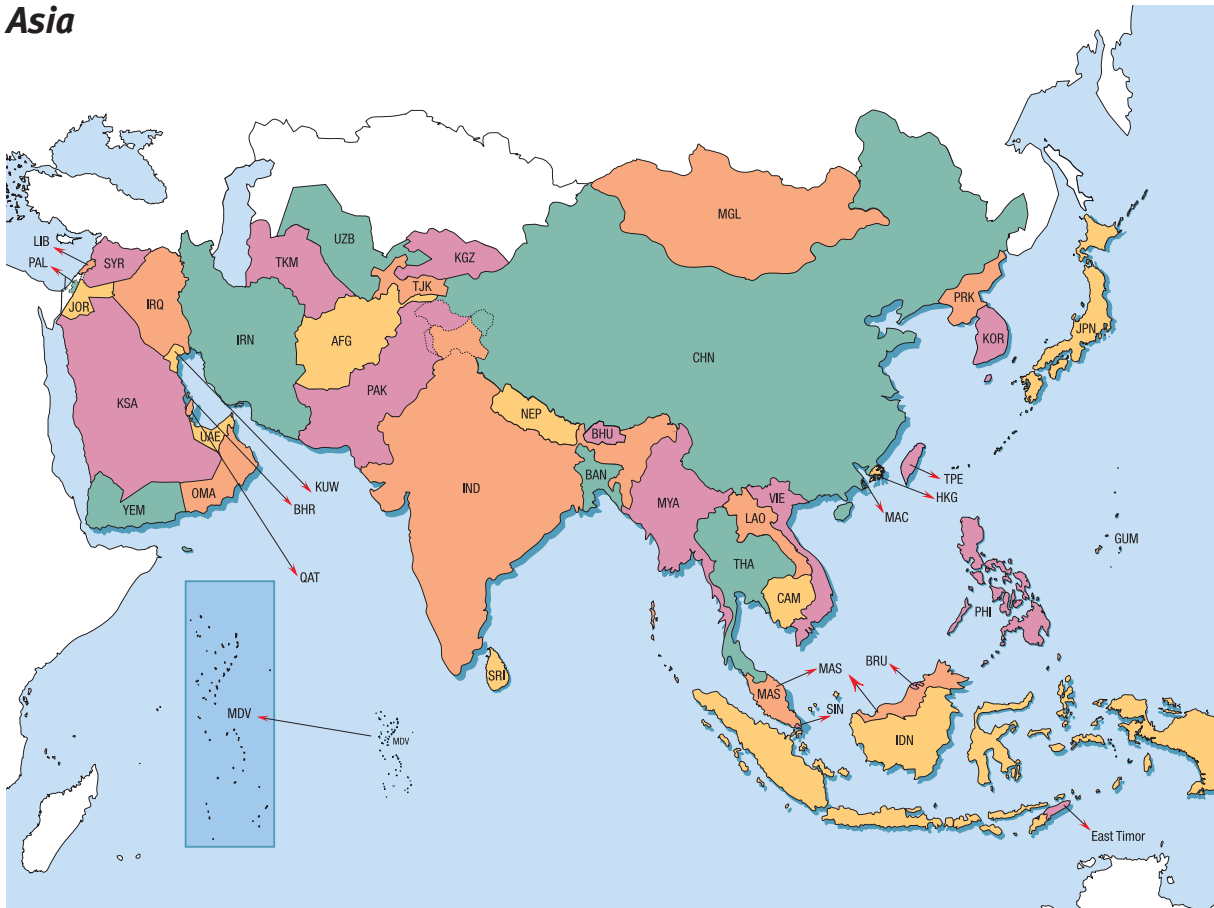 Asia
MGL
UZB
LIB
KGZ
PAL
SYR
TKM
TJK
PRK
JOR
IRQ
JPN
KOR
IRN
AFG
CHN
PAK
KSA
NEP
UAE
BHU
BAN
TPE
IND
KUW
OMA
HKG
VIE
MYA
YEM
BHR
MAC
LAO
GUM
THA
QAT
CAM
PHI
BRU
MAS
SRI
MAS
SIN
MDV
IDN
MDV
East Timor